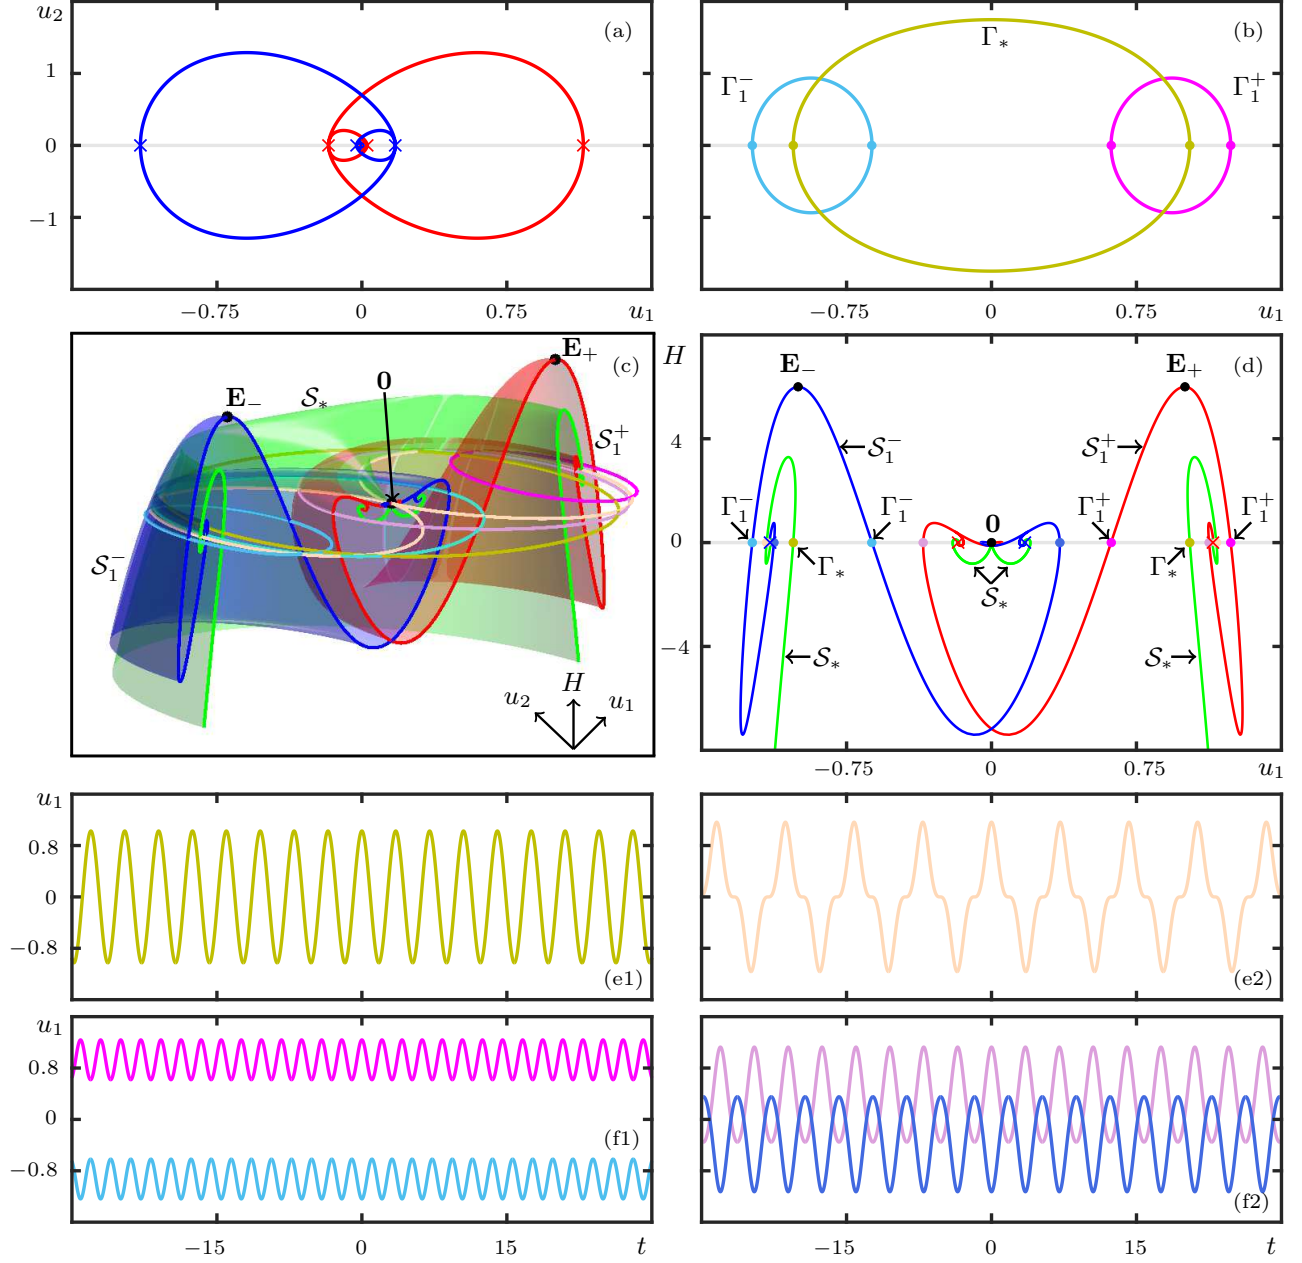 u₂ (a) (b)
Γ*
1 Γ₁⁻ Γ₁⁺
0
−1
−0.75 0 0.75 u₁ −0.75 0 0.75 u₁
(c) H (d)
E₊ E₋ E₊
0
E₋ S*
S₁⁺ 4 S₁⁻ S₁⁺
Γ₁⁻ Γ₁⁻ 0 Γ₁⁺ Γ₁⁺
0
S₁⁻ Γ* S* Γ*
−4 S* S*
H
u₂ u₁
−0.75 0 0.75 u₁
u₁
0.8
0
−0.8
(e1) (e2)
u₁
0.8
0
(f1)
−0.8
(f2)
−15 0 15 t −15 0 15 t